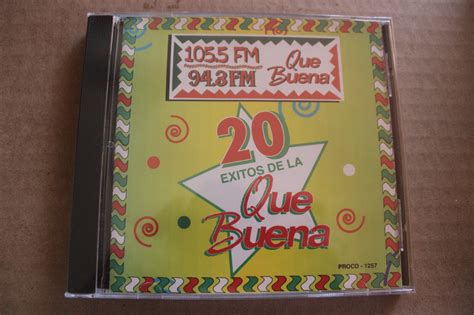 105.5 FM
94.3 FM
Que
Buena
20
EXITOS DE LA
Que
Buena
PROCD - 1257